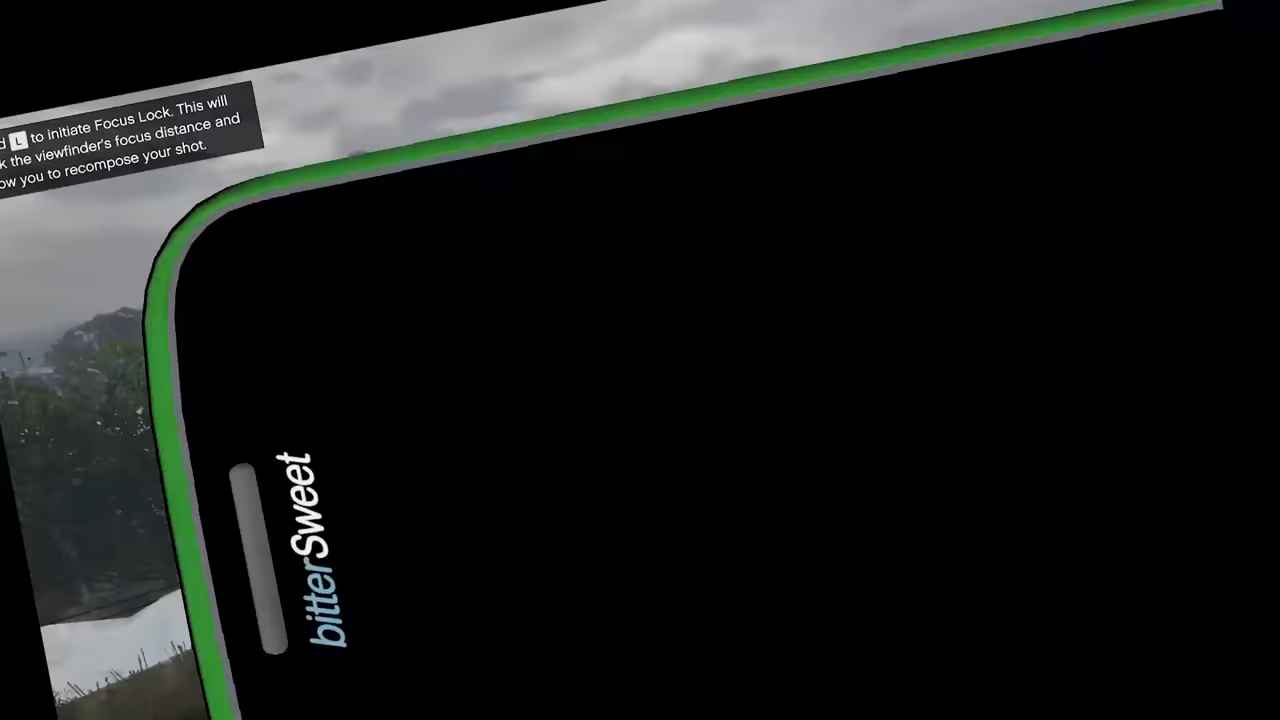 to initiate Focus Lock. This will
the viewfinder's focus distance and
you to recompose your shot.
L
bitterSweet